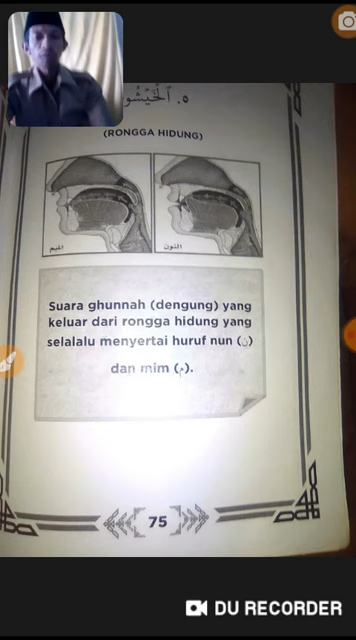 ٥. ٱلْخَيْشُو
(RONGGA HIDUNG)
الميم
النون
Suara ghunnah (dengung) yang
keluar dari rongga hidung yang
selalalu menyertai huruf nun (ن)
dan mim (م).
75
DU RECORDER